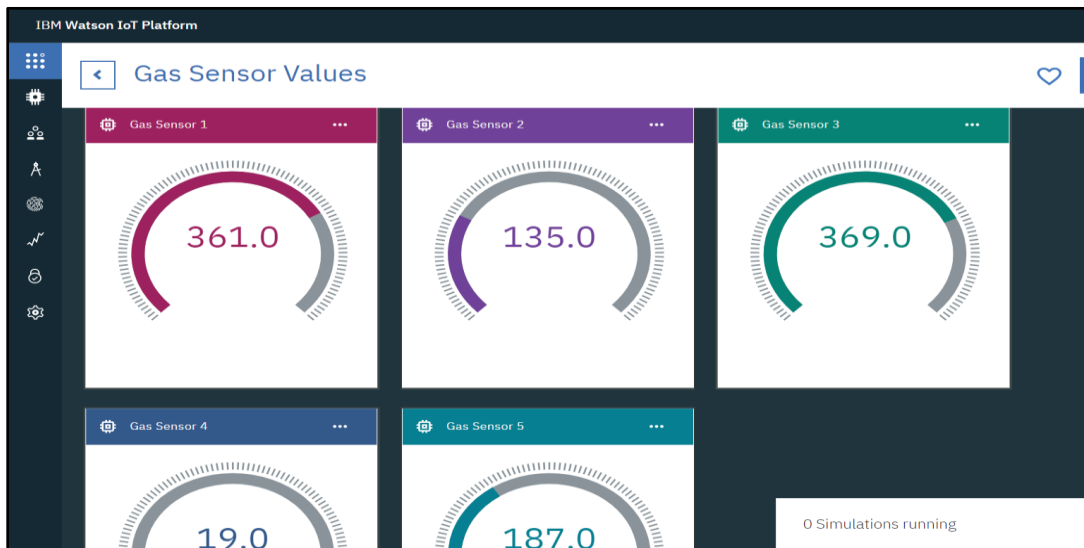 IBM Watson IoT Platform
Gas Sensor Values
Gas Sensor 1
Gas Sensor 2
Gas Sensor 3
361.0
135.0
369.0
Gas Sensor 4
Gas Sensor 5
19.0
187.0
0 Simulations running